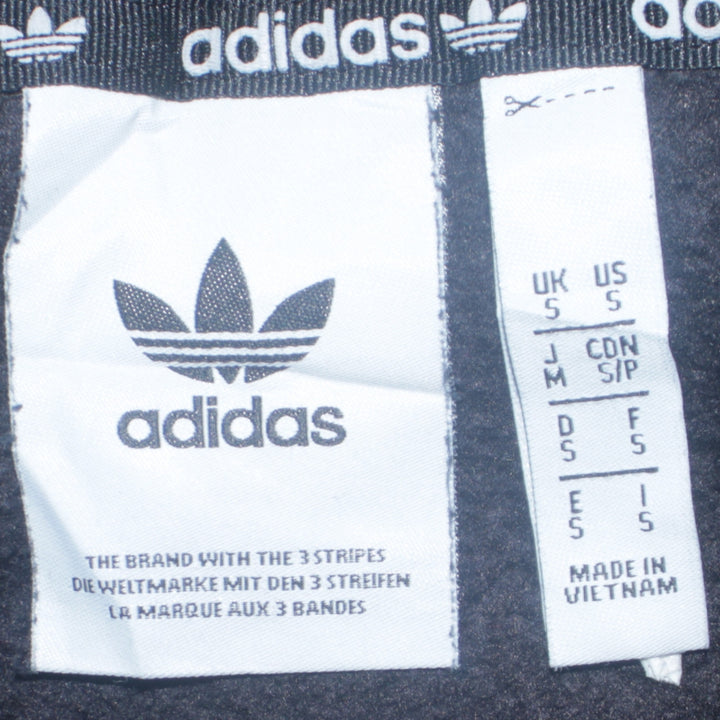 adidas
ad
adidas
THE BRAND WITH THE 3 STRIPES
DIE WELTMARKE MIT DEN 3 STREIFEN
LA MARQUE AUX 3 BANDES
UK US
S S
J CDN
M S/P
D F
S S
E I
S S
MADE IN
VIETNAM